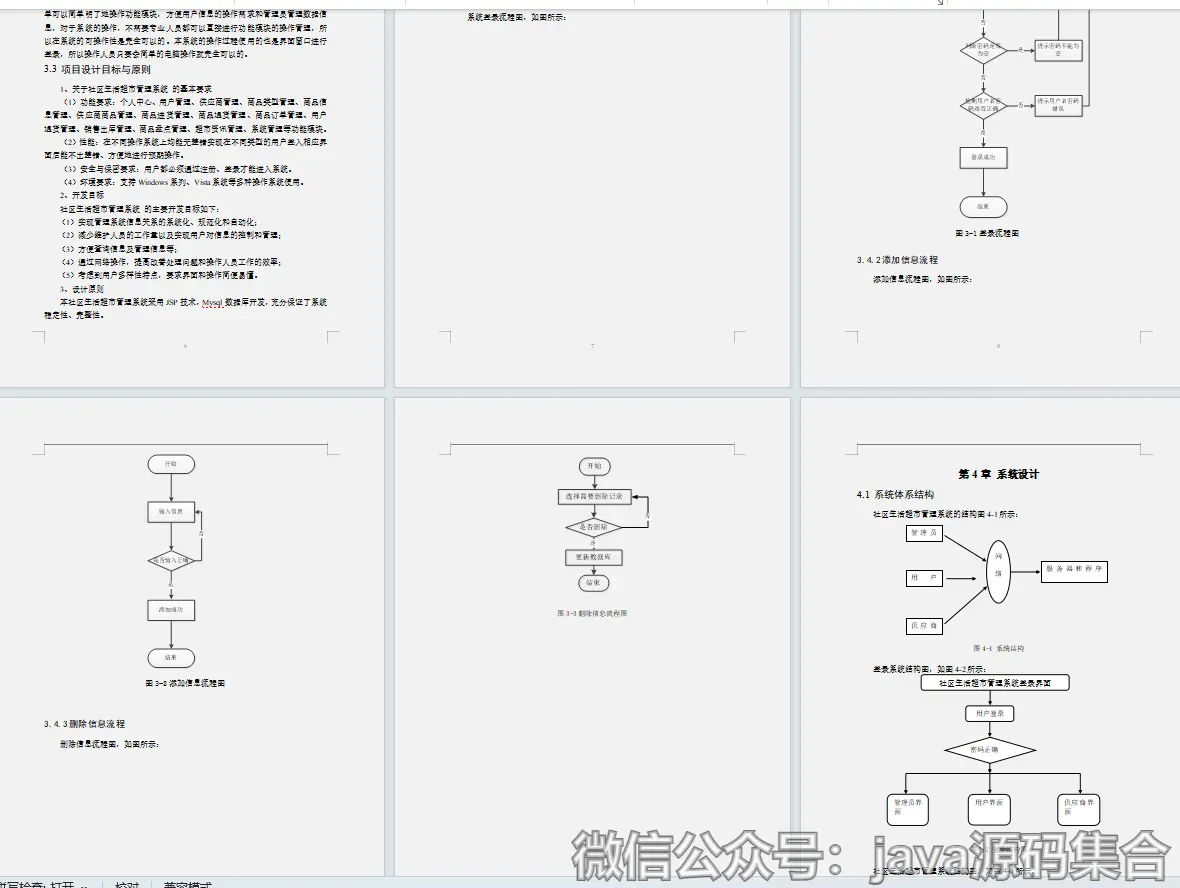 单可以简单明了地操作功能模块，方便用户信息的操作需求和管理员管理数据信
息，对于系统的操作，不需要专业人员都可以直接进行功能模块的操作管理，所
以在系统的可操作性是完全可以的。本系统的操作过程使用的也是界面窗口进行
登录，所以操作人员只要会简单的电脑操作就完全可以的。
3.3 项目设计目标与原则
1、关于社区生活超市管理系统 的基本要求
（1）功能要求：个人中心、用户管理、供应商管理、商品类型管理、商品信
息管理、供应商商品管理、商品进货管理、商品退货管理、商品订单管理、用户
退货管理、销售出库管理、商品盘点管理、超市资讯管理、系统管理等功能模块。
（2）性能：在不同操作系统上均能无差错实现在不同类型的用户登入相应界
面后能不出差错、方便地进行预期操作。
（3）安全与保密要求：用户都必须通过注册、登录才能进入系统。
（4）环境要求：支持 Windows 系列、Vista 系统等多种操作系统使用。
2、开发目标
社区生活超市管理系统 的主要开发目标如下：
（1）实现管理系统信息关系的系统化、规范化和自动化；
（2）减少维护人员的工作量以及实现用户对信息的控制和管理；
（3）方便查询信息及管理信息等；
（4）通过网络操作，提高改善处理问题和操作人员工作的效率；
（5）考虑到用户多样性特点，要求界面和操作简便易懂。
3、设计原则
本社区生活超市管理系统采用 JSP 技术，Mysql 数据库开发，充分保证了系统
稳定性、完整性。
6
系统登录流程图，如图所示：
7
否
判断密码是否
为空
是
提示密码不能为
空
否
检测用户名密
码是否正确
否
提示用户名密码
错误
是
登录成功
结束
图 3-1 登录流程图
3.4.2 添加信息流程
添加信息流程图，如图所示：
8
开始
输入信息
否
是否输入正确
是
添加成功
结束
图 3-2 添加信息流程图
3.4.3 删除信息流程
删除信息流程图，如图所示：
开始
选择需要删除记录
否
是否删除
是
更新数据库
结束
图 3-3 删除信息流程图
第 4 章 系统设计
4.1 系统体系结构
社区生活超市管理系统的结构图 4-1 所示：
管理员
网
络
服务器和程序
用 户
供应商
图 4-1 系统结构
登录系统结构图，如图 4-2 所示：
社区生活超市管理系统登录界面
用户登录
密码正确
管理员界
面
用户界面
供应商界
面
微信公众号：java源码集合
拼写检查: 打开
校对
兼容模式